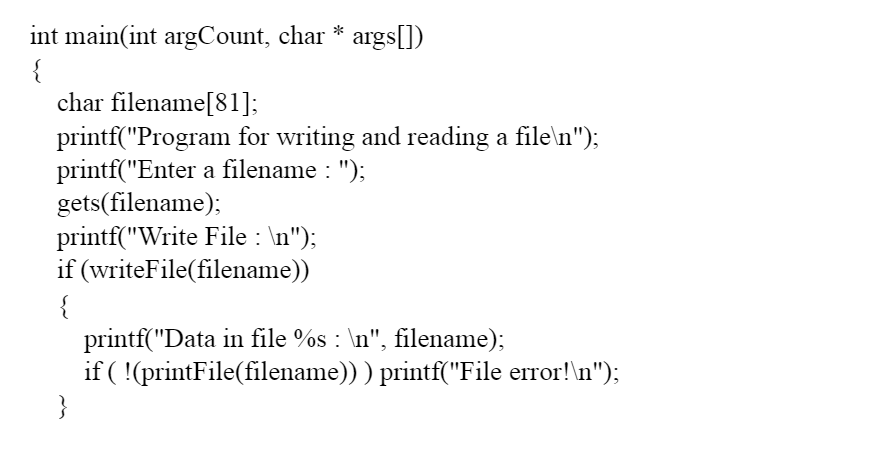 int main(int argCount, char * args[])
{
char filename[81];
printf("Program for writing and reading a file\n");
printf("Enter a filename : ");
gets(filename);
printf("Write File : \n");
if (writeFile(filename))
{
printf("Data in file %s : \n", filename);
if ( !(printFile(filename)) ) printf("File error!\n");
}